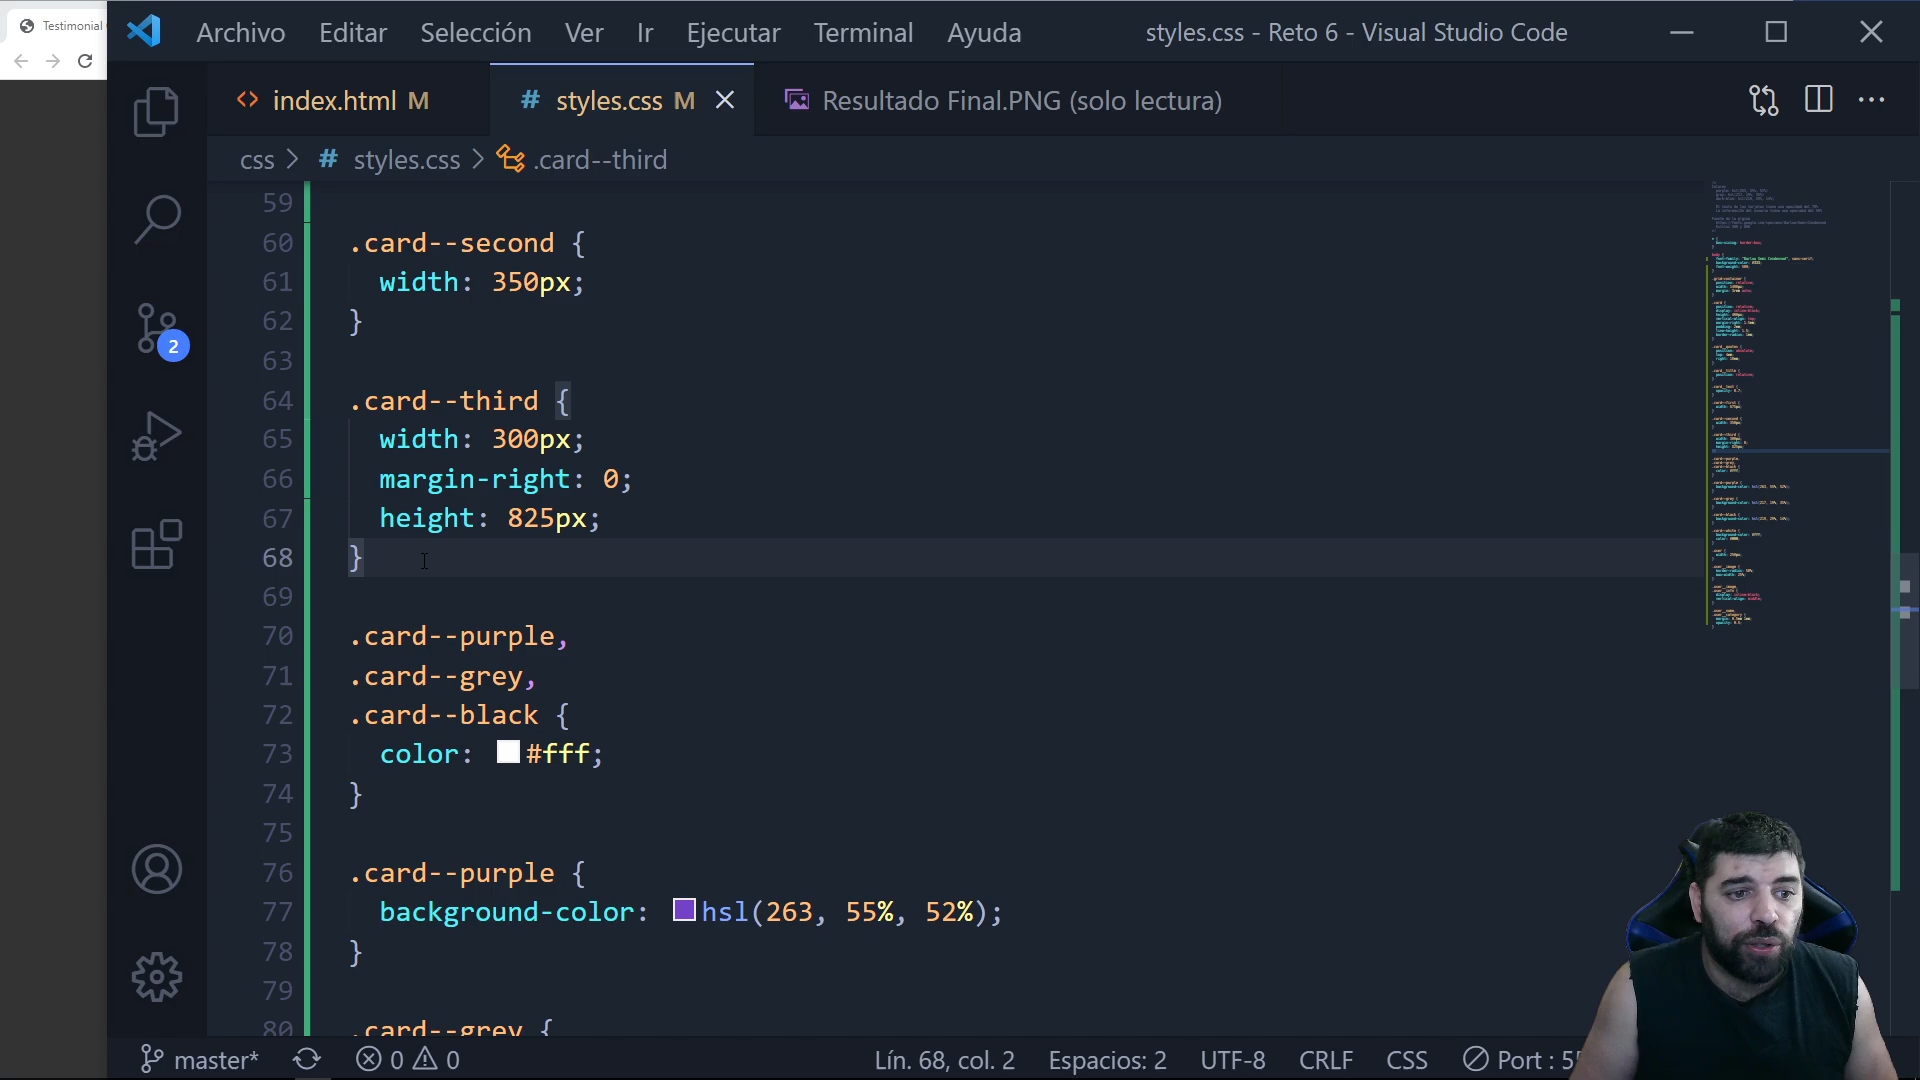 Testimonial
Archivo Editar Selección Ver Ir Ejecutar Terminal Ayuda styles.css - Reto 6 - Visual Studio Code
<> index.html M # styles.css M Resultado Final.PNG (solo lectura)
css > # styles.css > .card--third
59
60 .card--second {
61 width: 350px;
62 }
63
64 .card--third {
65 width: 300px;
66 margin-right: 0;
67 height: 825px;
68 }
69
70 .card--purple,
71 .card--grey,
72 .card--black {
73 color: #fff;
74 }
75
76 .card--purple {
77 background-color: hsl(263, 55%, 52%);
78 }
79
80 .card--grey {
2
master* 0 0 Lín. 68, col. 2 Espacios: 2 UTF-8 CRLF CSS Port : 55